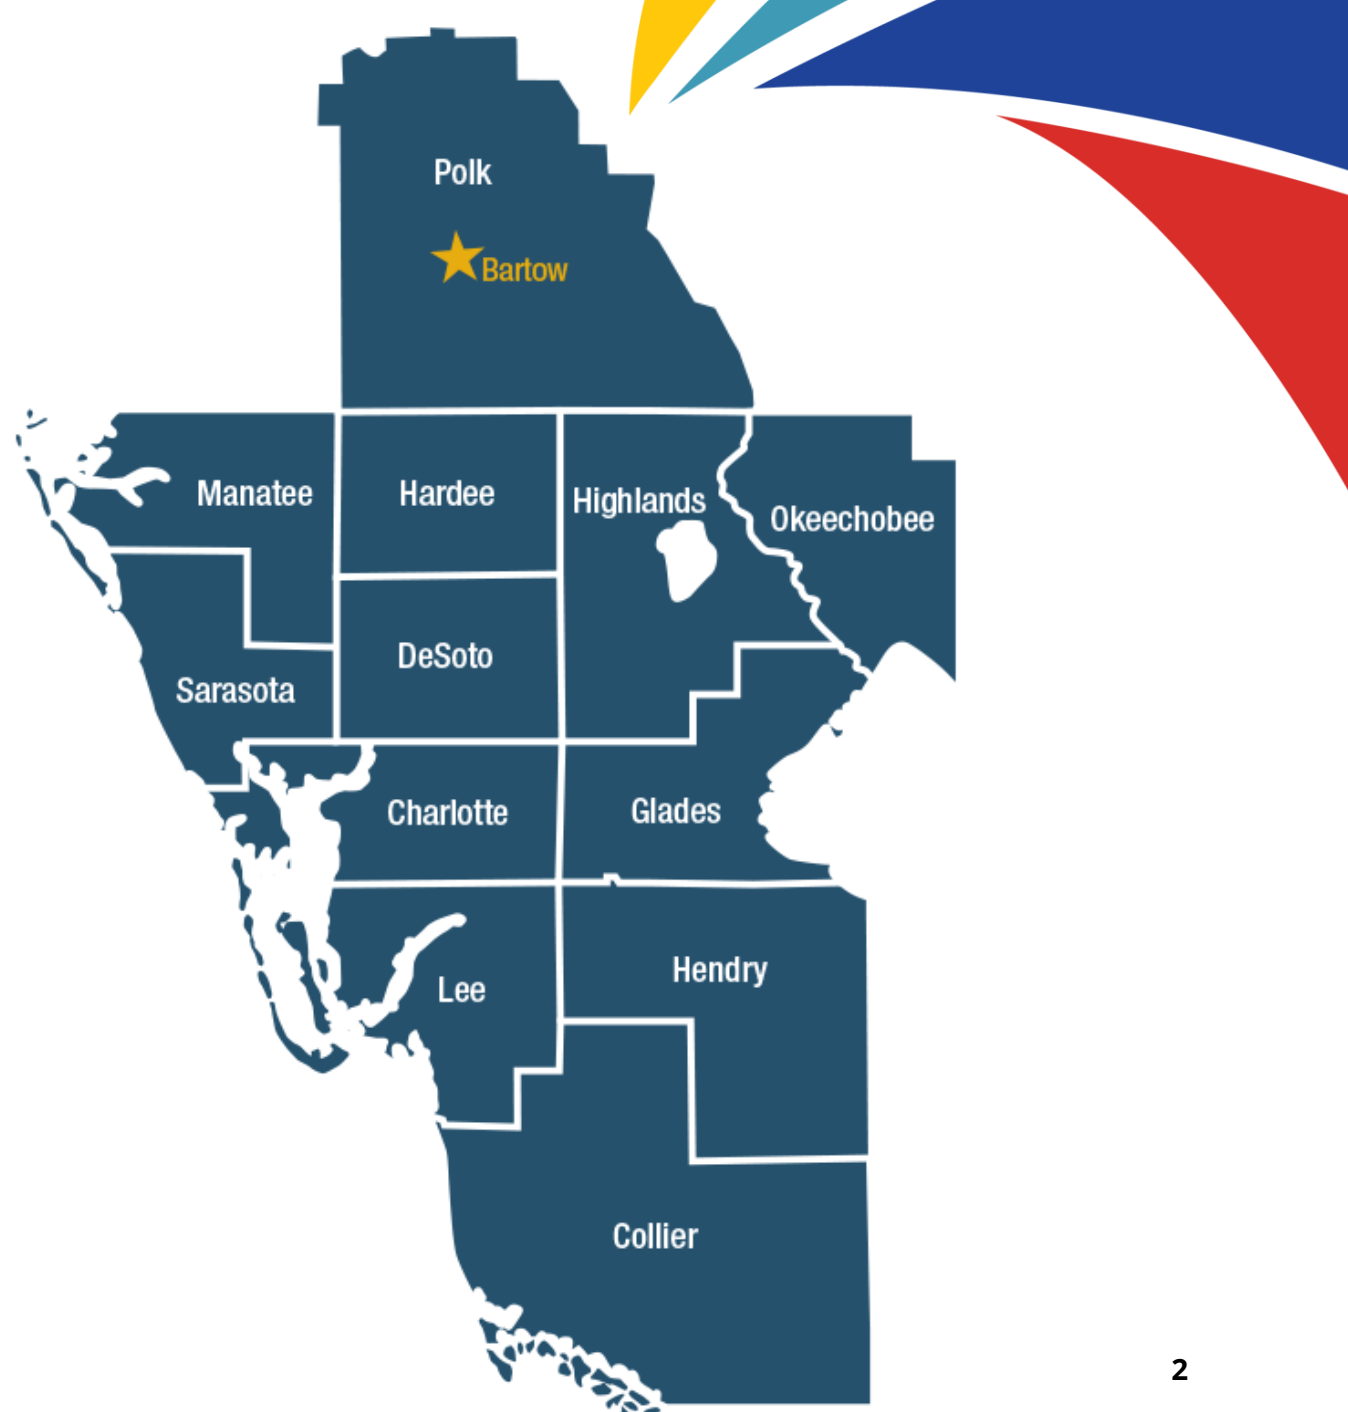 Polk
Bartow
Manatee
Hardee
Highlands
Okeechobee
DeSoto
Sarasota
Charlotte
Glades
Hendry
Lee
Collier
2